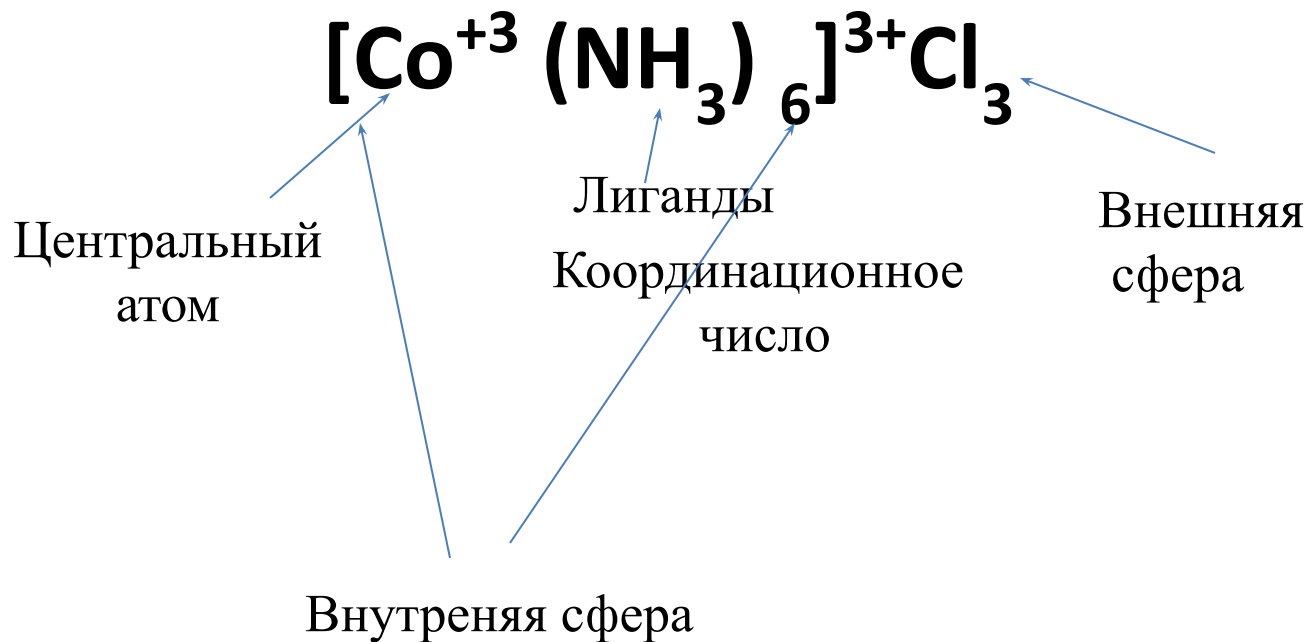 [Co⁺³ (NH₃) ₆]³⁺Cl₃
Центральный
атом
Лиганды
Координационное
число
Внешняя
сфера
Внутреняя сфера